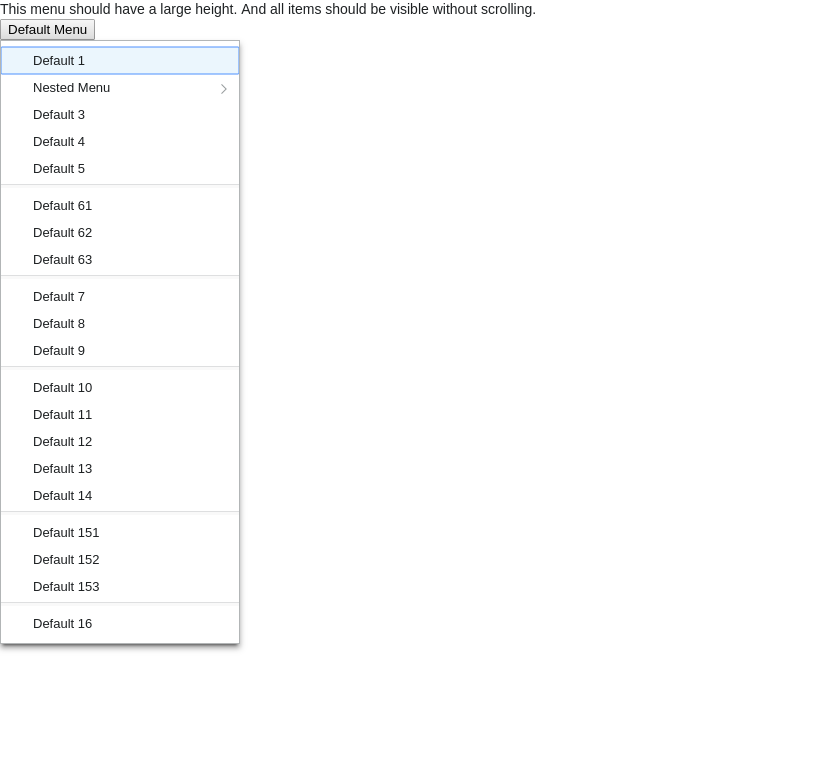 This menu should have a large height. And all items should be visible without scrolling.
Default Menu
Default 1
Nested Menu
Default 3
Default 4
Default 5
Default 61
Default 62
Default 63
Default 7
Default 8
Default 9
Default 10
Default 11
Default 12
Default 13
Default 14
Default 151
Default 152
Default 153
Default 16